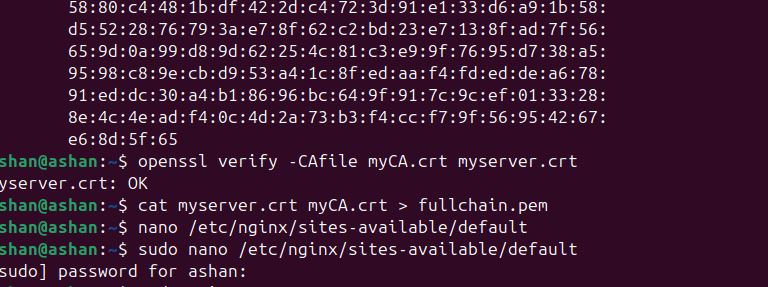 58:80:c4:48:1b:df:42:2d:c4:72:3d:91:e1:33:d6:a9:1b:58:
d5:52:28:76:79:3a:e7:8f:62:c2:bd:23:e7:13:8f:ad:7f:56:
65:9d:0a:99:d8:9d:62:25:4c:81:c3:e9:9f:76:95:d7:38:a5:
95:98:c8:9e:cb:d9:53:a4:1c:8f:ed:aa:f4:fd:ed:de:a6:78:
91:ed:dc:30:a4:b1:86:96:bc:64:9f:91:7c:9c:ef:01:33:28:
8e:4c:4e:ad:f4:0c:4d:2a:73:b3:f4:cc:f7:9f:56:95:42:67:
e6:8d:5f:65
shan@ashan:~$ openssl verify -CAfile myCA.crt myserver.crt
yserver.crt: OK
shan@ashan:~$ cat myserver.crt myCA.crt > fullchain.pem
shan@ashan:~$ nano /etc/nginx/sites-available/default
shan@ashan:~$ sudo nano /etc/nginx/sites-available/default
sudo] password for ashan: